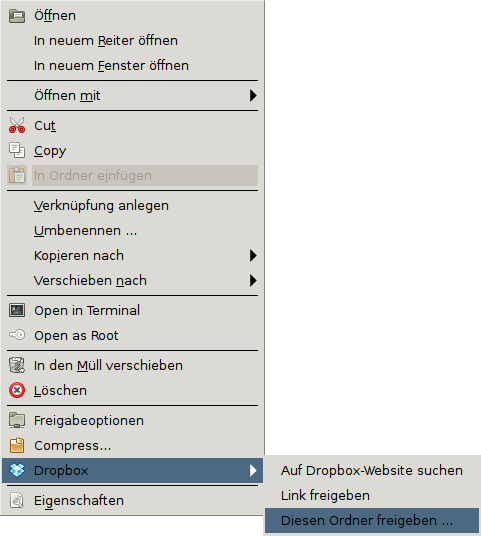 Öffnen
In neuem Reiter öffnen
In neuem Fenster öffnen
Öffnen mit
Cut
Copy
In Ordner einfügen
Verknüpfung anlegen
Umbenennen ...
Kopieren nach
Verschieben nach
Open in Terminal
Open as Root
In den Müll verschieben
Löschen
Freigabeoptionen
Compress...
Dropbox
Auf Dropbox-Website suchen
Link freigeben
Diesen Ordner freigeben ...
Eigenschaften